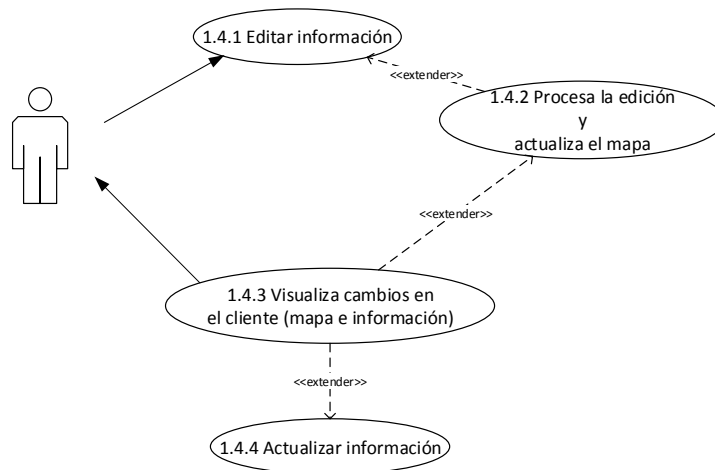 1.4.1 Editar información
<<extender>>
1.4.2 Procesa la edición
y
actualiza el mapa
<<extender>>
1.4.3 Visualiza cambios en
el cliente (mapa e información)
<<extender>>
1.4.4 Actualizar información